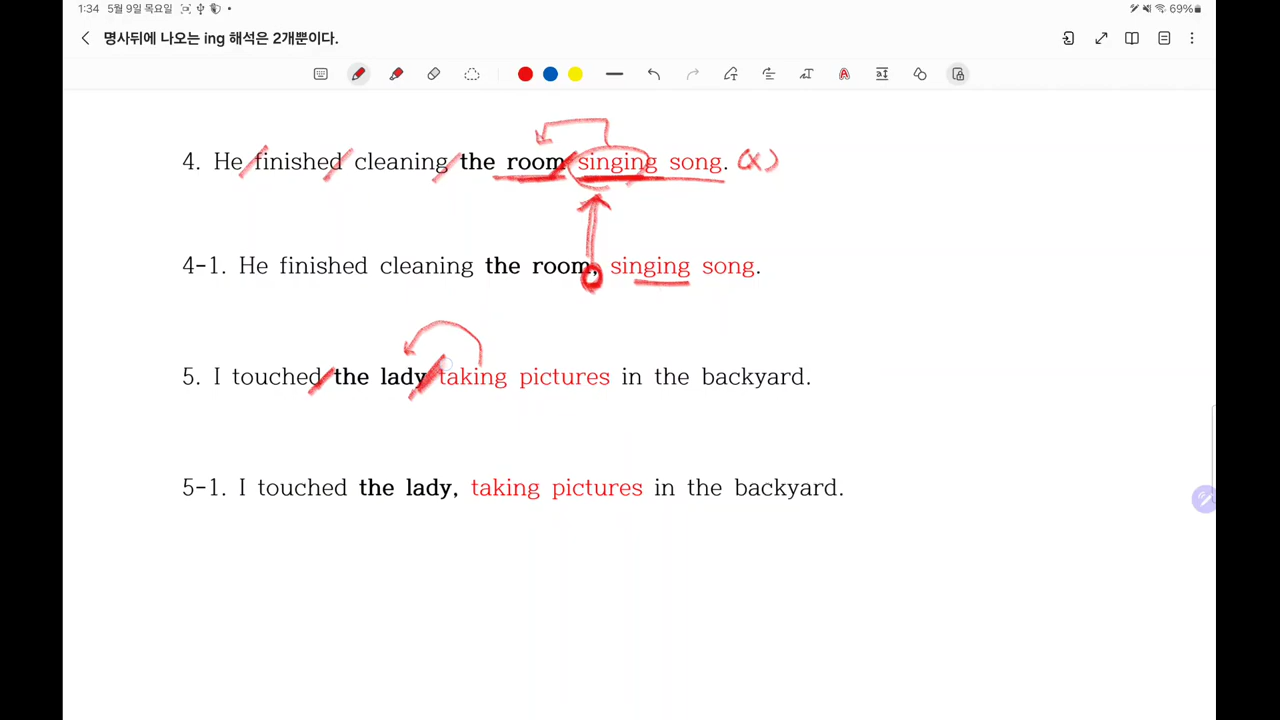 1:34 5월 9일 목요일 69%
명사뒤에 나오는 ing 해석은 2개뿐이다.
4. He finished cleaning the room singing song. (X)
4-1. He finished cleaning the room, singing song.
5. I touched the lady taking pictures in the backyard.
5-1. I touched the lady, taking pictures in the backyard.